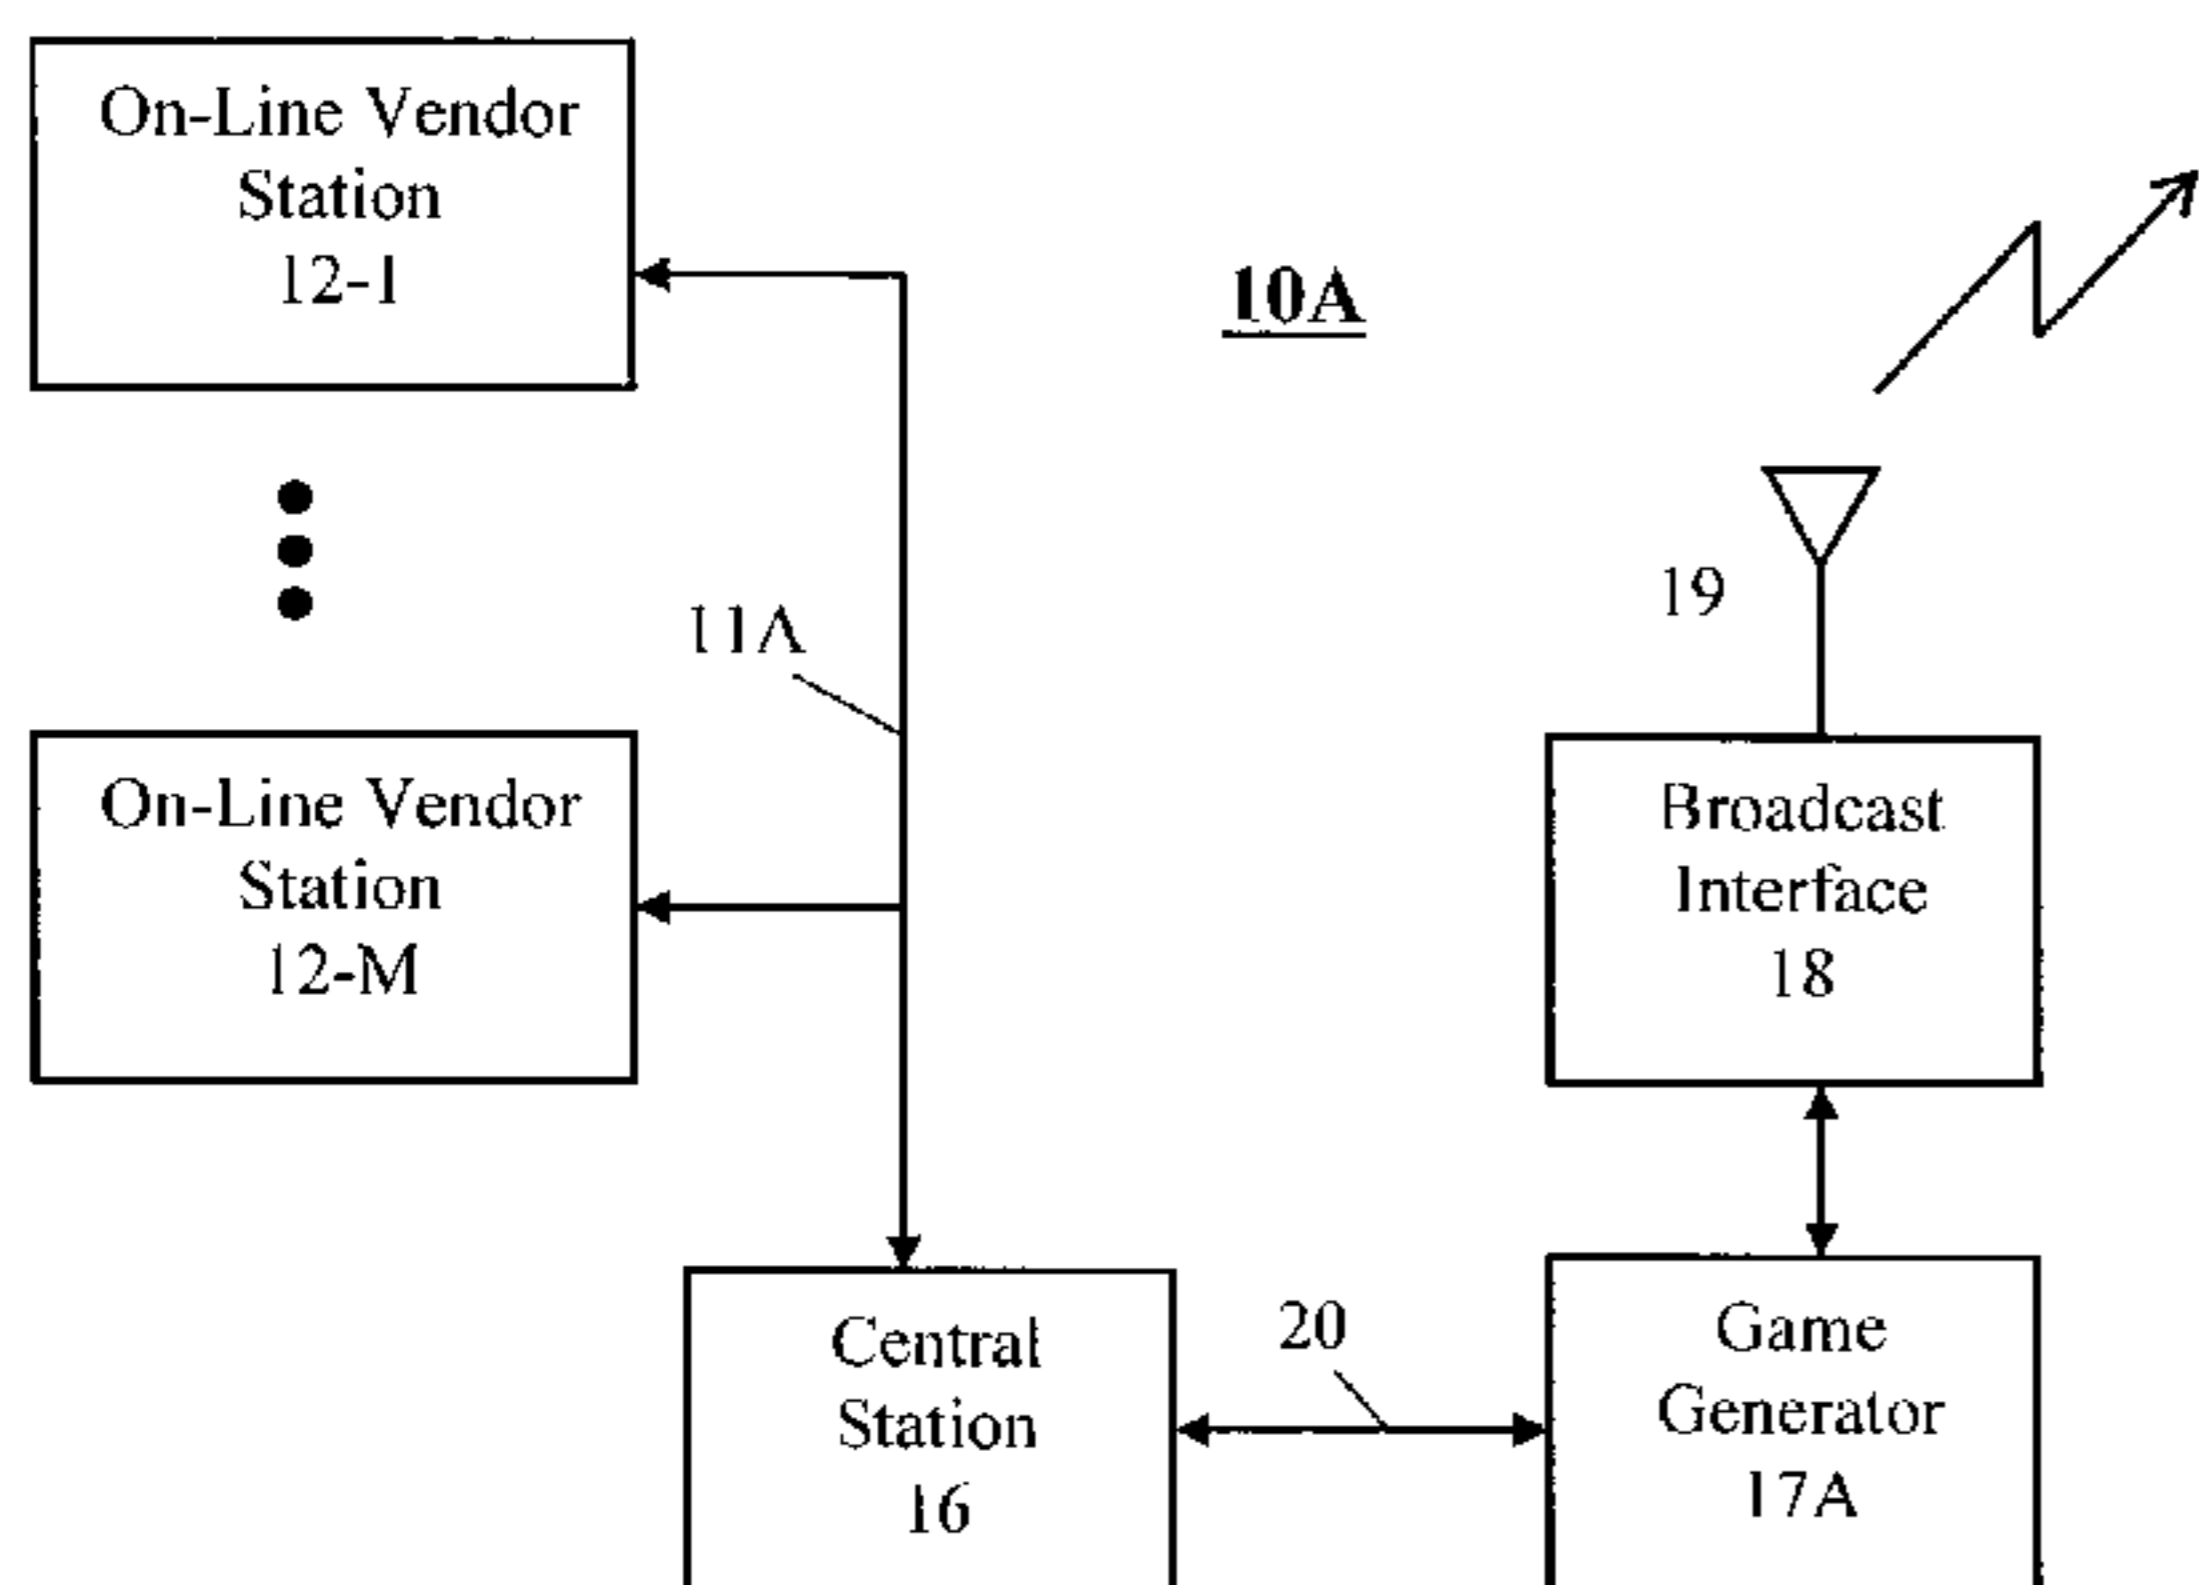 On-Line Vendor
Station
12-1
10A
11A
19
On-Line Vendor
Station
12-M
Broadcast
Interface
18
Central
Station
16
20
Game
Generator
17A